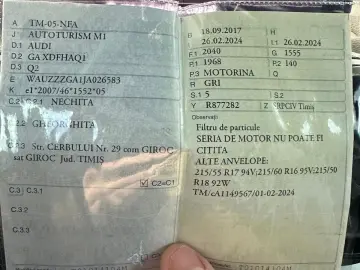 A TM-05-NFA
J AUTOTURISM M1
D.1 AUDI
D.2 GA XDFHAQ1
D.3 Q2
E WAUZZZGA1JA026583
K e1*2007/46*1552*05
C.2 C.2.1 NECHITA
2.2 GHEORGHITA
2.3 Str. CERBULUI Nr. 29 com GIROC
sat GIROC Jud. TIMIȘ
C.3 C.3.1 C2=C1
C.3.2
C.3.3
B 18.09.2017 H
I 26.02.2024 I.1 26.02.2024
F.1 2040 G 1555
P.1 1968 P.2 140
P.3 MOTORINA Q
R GRI
S.1 5 S.2
Y R877282 Z SRPCIV Timiș
Observații
Filtru de particule
SERIA DE MOTOR NU POATE FI
CITITA
ALTE ANVELOPE:
215/55 R17 94V;215/60 R16 95V;215/50
R18 92W
TM/cA1149567/01-02-2024